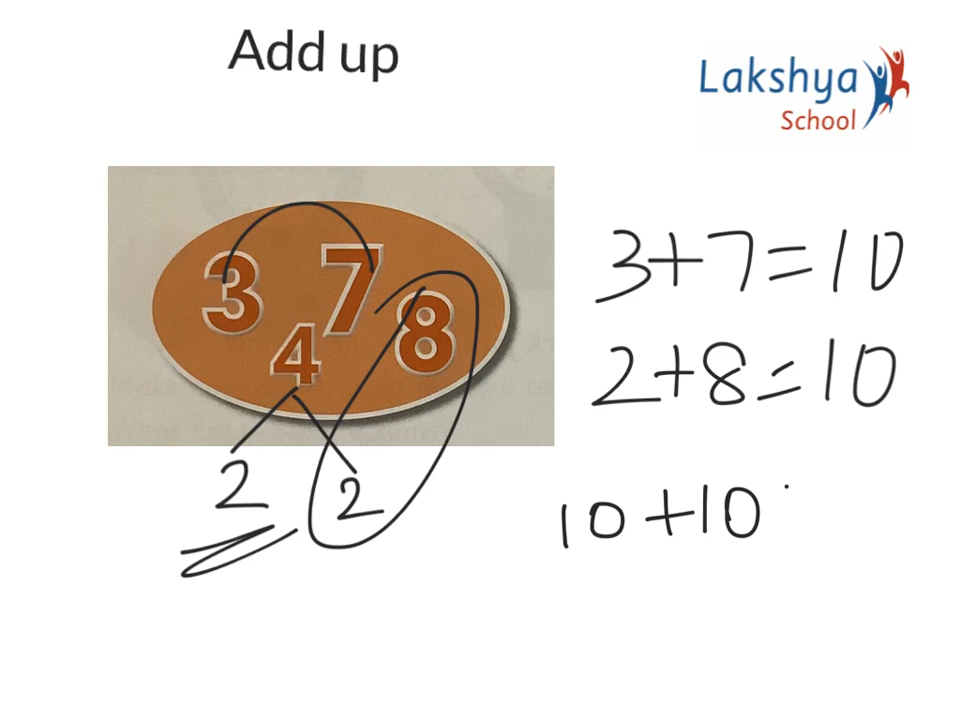 Add up
Lakshya
School
3 7
4 8
2 2
3+7=10
2+8=10
10+10